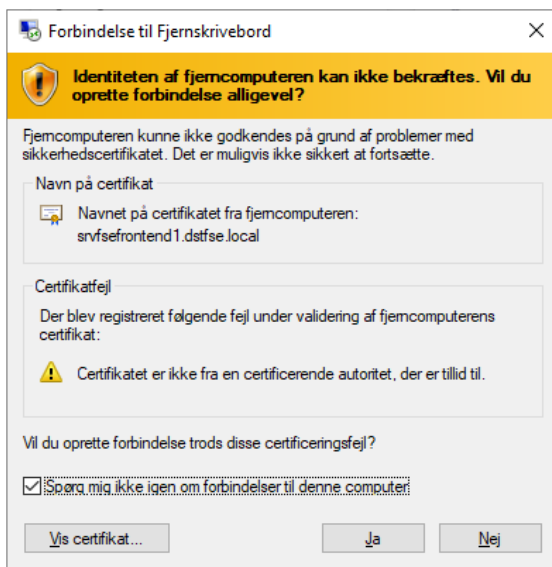 Forbindelse til Fjernskrivebord
Identiteten af fjerncomputeren kan ikke bekræftes. Vil du
oprette forbindelse alligevel?
Fjerncomputeren kunne ikke godkendes på grund af problemer med
sikkerhedscertifikatet. Det er muligvis ikke sikkert at fortsætte.
Navn på certifikat
Navnet på certifikatet fra fjerncomputeren:
srvfsefrontend1.dstfse.local
Certifikatfejl
Der blev registreret følgende fejl under validering af fjerncomputerens
certifikat:
Certifikatet er ikke fra en certificerende autoritet, der er tillid til.
Vil du oprette forbindelse trods disse certificeringsfejl?
Spørg mig ikke igen om forbindelser til denne computer
Vis certifikat...
Ja
Nej